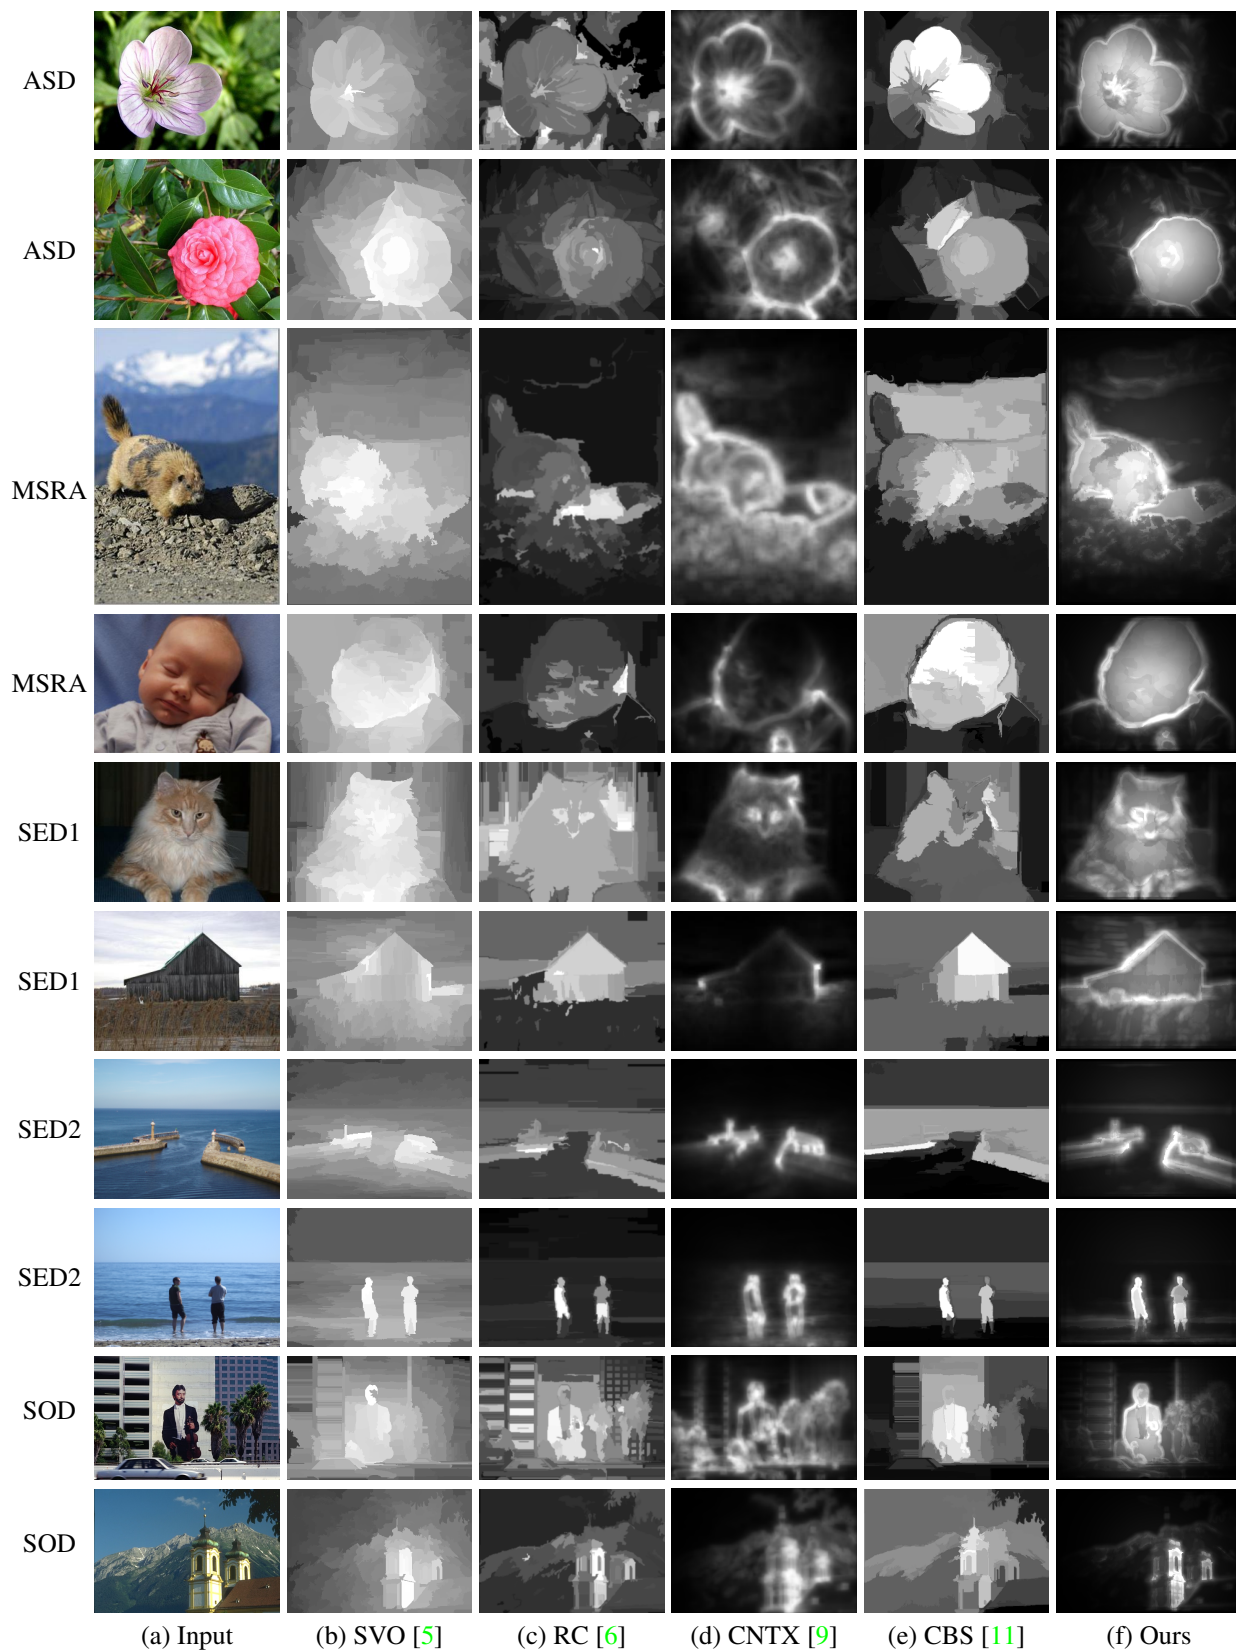 ASD
ASD
MSRA
MSRA
SED1
SED1
SED2
SED2
SOD
SOD
(a) Input (b) SVO [5] (c) RC [6] (d) CNTX [9] (e) CBS [11] (f) Ours